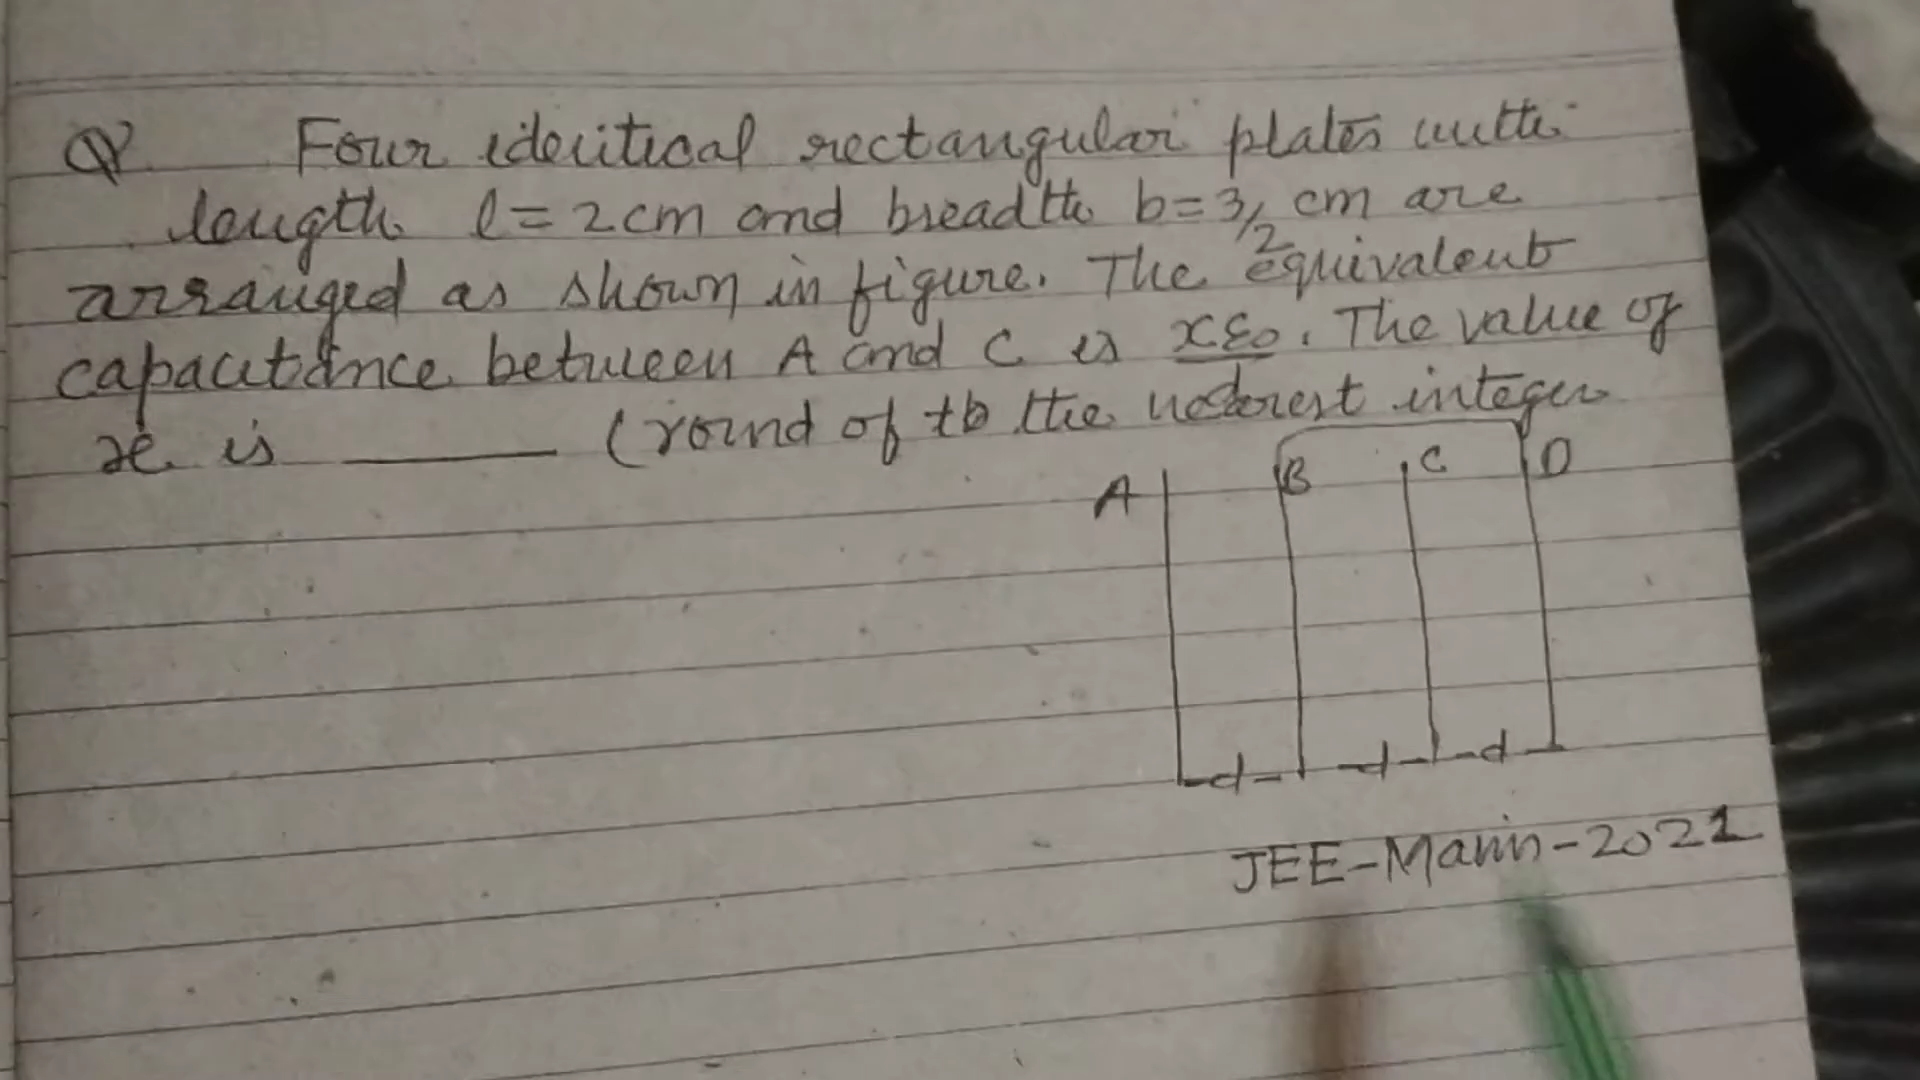 Q Four identical rectangular plates with
length l = 2 cm and breadth b = 3/2 cm are
arranged as shown in figure. The equivalent
capacitance between A and C is xε₀. The value of
x is ______ (round of to the nearest integer
A B C D
d d d
JEE-Main-2021